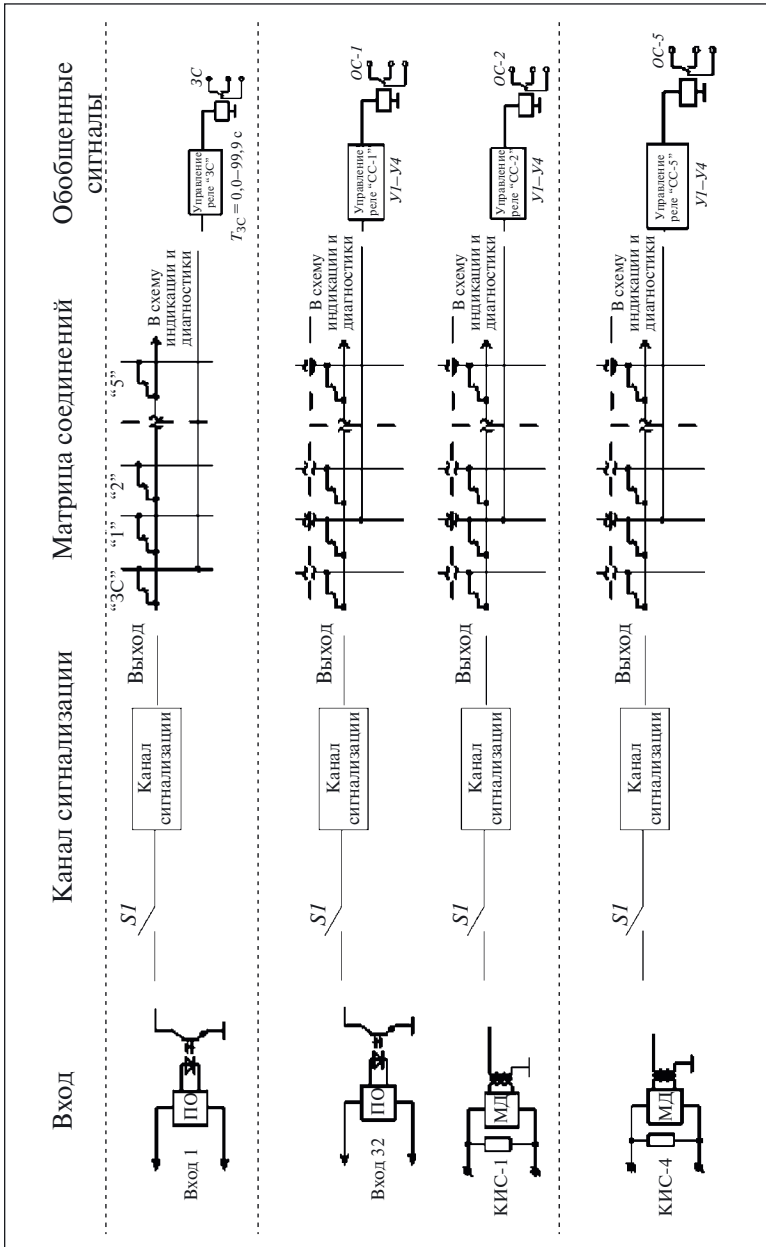 Вход
Канал сигнализации
Матрица соединений
Обобщенные
сигналы
Вход 1
ПО
S1
Канал
сигнализации
Выход
“ЗС”
“1”
“2”
“5”
В схему
индикации и
диагностики
Управление
реле “ЗС”
T ЗС = 0,0–99,9 с
ЗС
Вход 32
ПО
S1
Канал
сигнализации
Выход
В схему
индикации и
диагностики
Управление
реле “СС-1”
У1–У4
ОС-1
КИС-1
МД
S1
Канал
сигнализации
Выход
В схему
индикации и
диагностики
Управление
реле “СС-2”
У1–У4
ОС-2
КИС-4
МД
S1
Канал
сигнализации
Выход
В схему
индикации и
диагностики
Управление
реле “СС-5”
У1–У4
ОС-5